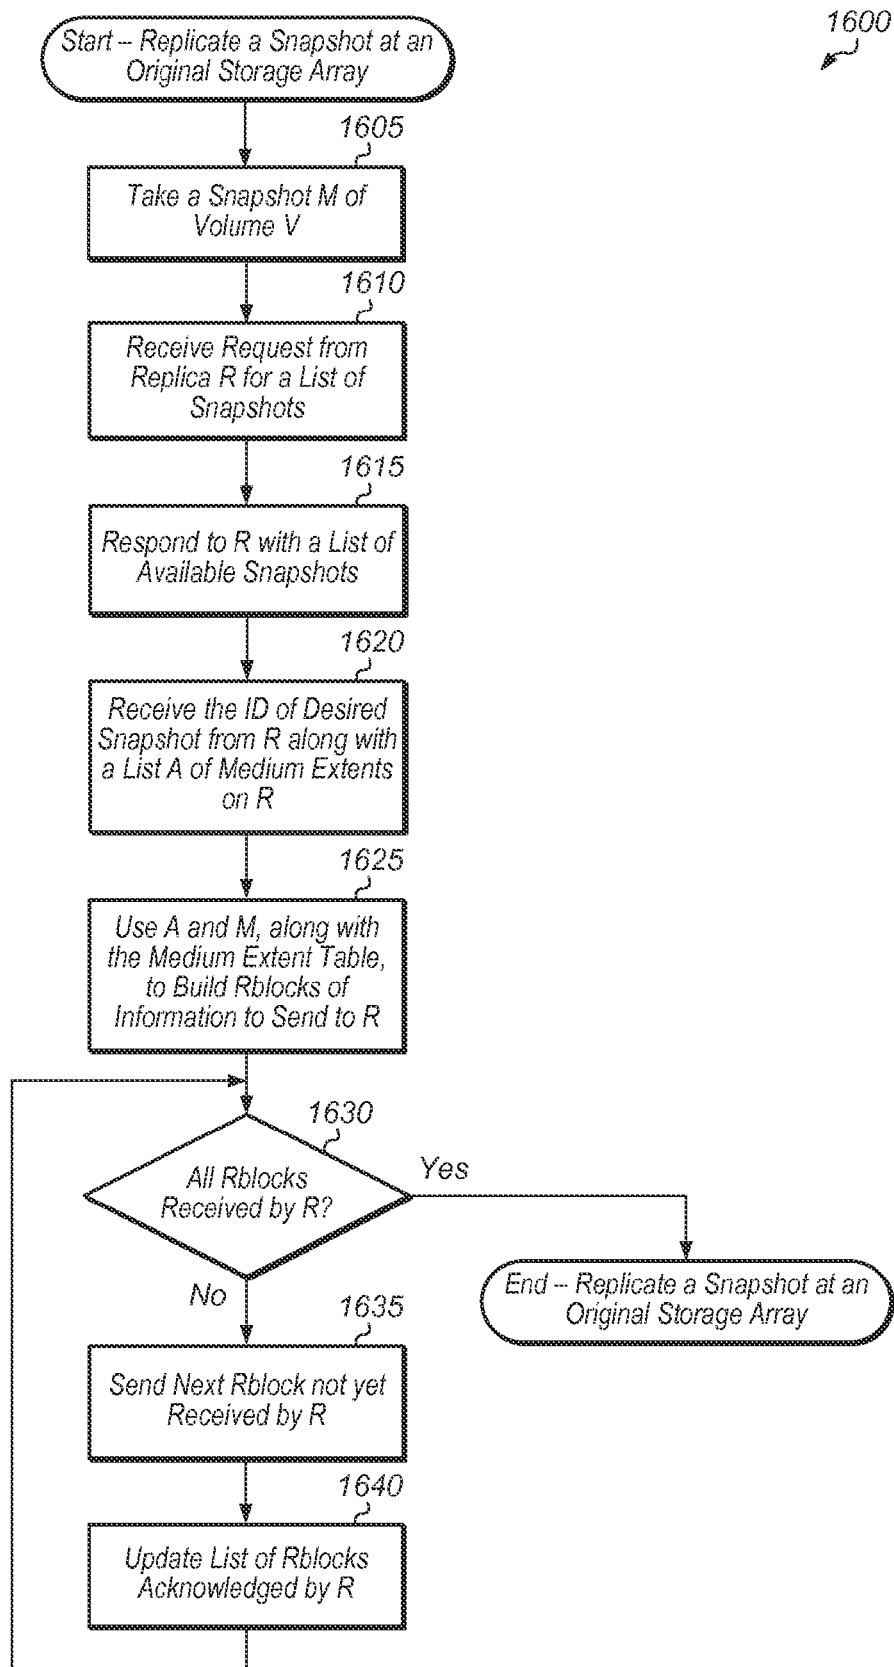 1600
Start – Replicate a Snapshot at an
Original Storage Array
1605
Take a Snapshot M of
Volume V
1610
Receive Request from
Replica R for a List of
Snapshots
1615
Respond to R with a List of
Available Snapshots
1620
Receive the ID of Desired
Snapshot from R along with
a List A of Medium Extents
on R
1625
Use A and M, along with
the Medium Extent Table,
to Build Rblocks of
Information to Send to R
1630
All Rblocks
Received by R?
Yes
No
End – Replicate a Snapshot at an
Original Storage Array
1635
Send Next Rblock not yet
Received by R
1640
Update List of Rblocks
Acknowledged by R